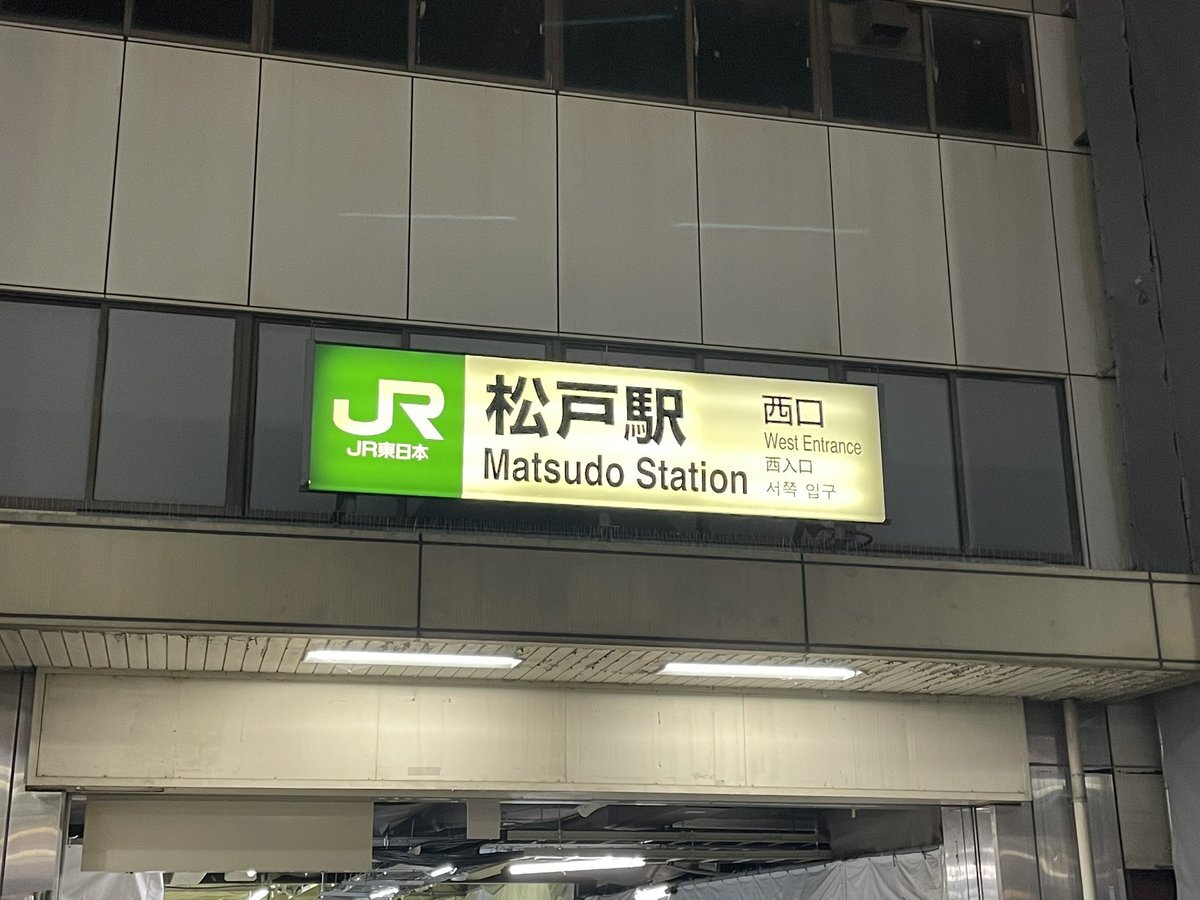 JR
JR東日本
松戸駅
Matsudo Station
西口
West Entrance
西入口
서쪽 입구